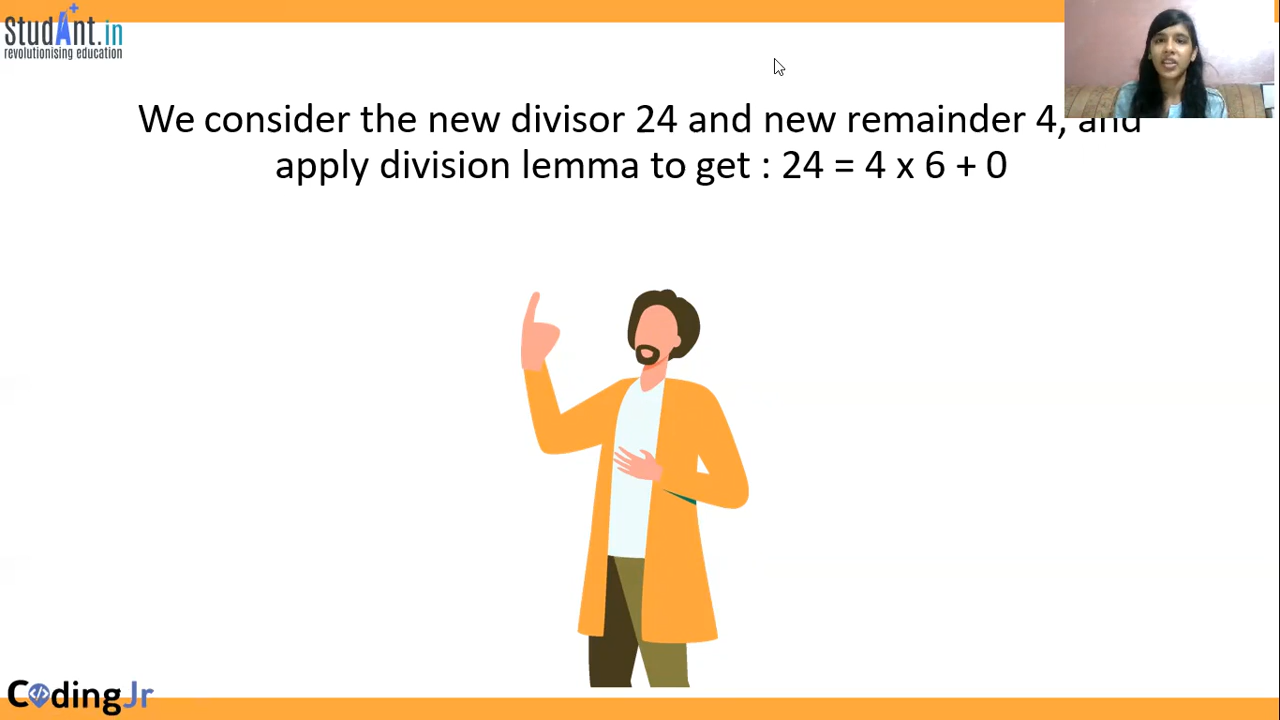 StudAnt.in
revolutionising education
We consider the new divisor 24 and new remainder 4, and
apply division lemma to get : 24 = 4 x 6 + 0
CodingJr